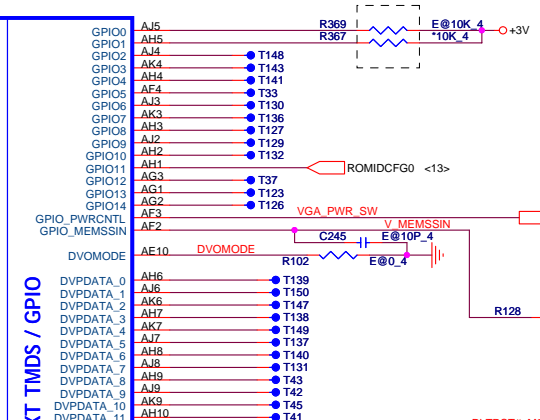 GPIO0 AJ5 R369 E@10K_4 +3V
GPIO1 AH5 R367 *10K_4
GPIO2 AJ4 T148
GPIO3 AK4 T143
GPIO4 AH4 T141
GPIO5 AF4 T33
GPIO6 AJ3 T130
GPIO7 AK3 T136
GPIO8 AH3 T127
GPIO9 AJ2 T129
GPIO10 AH2 T132
GPIO11 AH1 ROMIDCFG0 <13>
GPIO12 AG3 T37
GPIO13 AG1 T123
GPIO14 AG2 T126
GPIO_PWRCNTL AF3 VGA_PWR_SW
GPIO_MEMSSIN AF2 V_MEMSSIN
C245 E@10P_4
DVOMODE AE10 DVOMODE
R102 E@0_4
DVPDATA_0 AH6 T139
DVPDATA_1 AJ6 T150
DVPDATA_2 AK6 T147
DVPDATA_3 AH7 T138
DVPDATA_4 AK7 T149
DVPDATA_5 AJ7 T137
DVPDATA_6 AH8 T140
DVPDATA_7 AJ8 T131
DVPDATA_8 AH9 T43
DVPDATA_9 AJ9 T42
DVPDATA_10 AK9 T45
DVPDATA_11 AH10 T41
R128
TMDS / GPIO